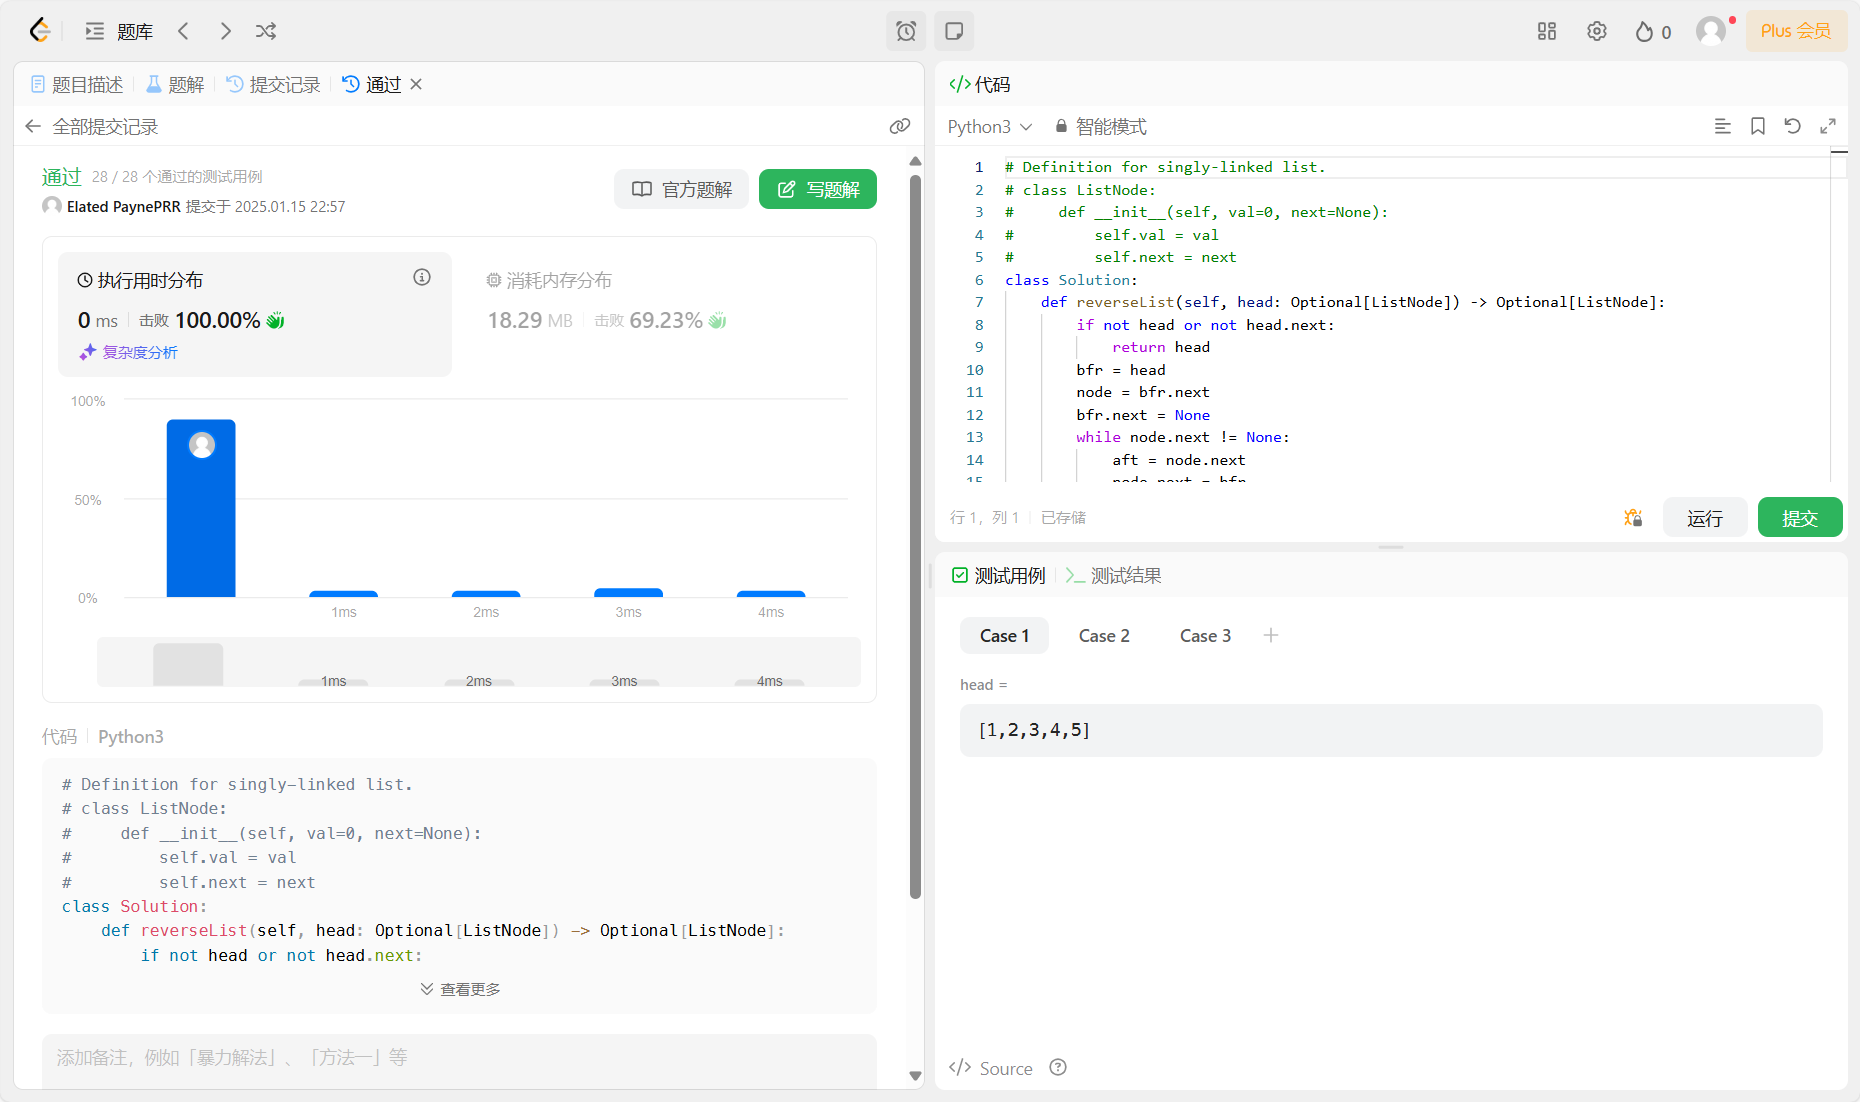 题库
0
Plus 会员
题目描述
题解
提交记录
通过
全部提交记录
通过 28 / 28 个通过的测试用例
Elated PaynePRR 提交于 2025.01.15 22:57
官方题解
写题解
执行用时分布
0 ms 击败 100.00%
复杂度分析
消耗内存分布
18.29 MB 击败 69.23%
100%
50%
0%
1ms 2ms 3ms 4ms
1ms 2ms 3ms 4ms
代码 Python3
# Definition for singly-linked list.
# class ListNode:
#     def __init__(self, val=0, next=None):
#         self.val = val
#         self.next = next
class Solution:
    def reverseList(self, head: Optional[ListNode]) -> Optional[ListNode]:
        if not head or not head.next:
查看更多
添加备注，例如「暴力解法」、「方法一」等
</>代码
Python3 智能模式
1 # Definition for singly-linked list.
2 # class ListNode:
3 #     def __init__(self, val=0, next=None):
4 #         self.val = val
5 #         self.next = next
6 class Solution:
7     def reverseList(self, head: Optional[ListNode]) -> Optional[ListNode]:
8         if not head or not head.next:
9             return head
10         bfr = head
11         node = bfr.next
12         bfr.next = None
13         while node.next != None:
14             aft = node.next
15             node.next = bfr
行 1，列 1 已存储
运行
提交
测试用例
测试结果
Case 1 Case 2 Case 3
head =
[1,2,3,4,5]
</> Source